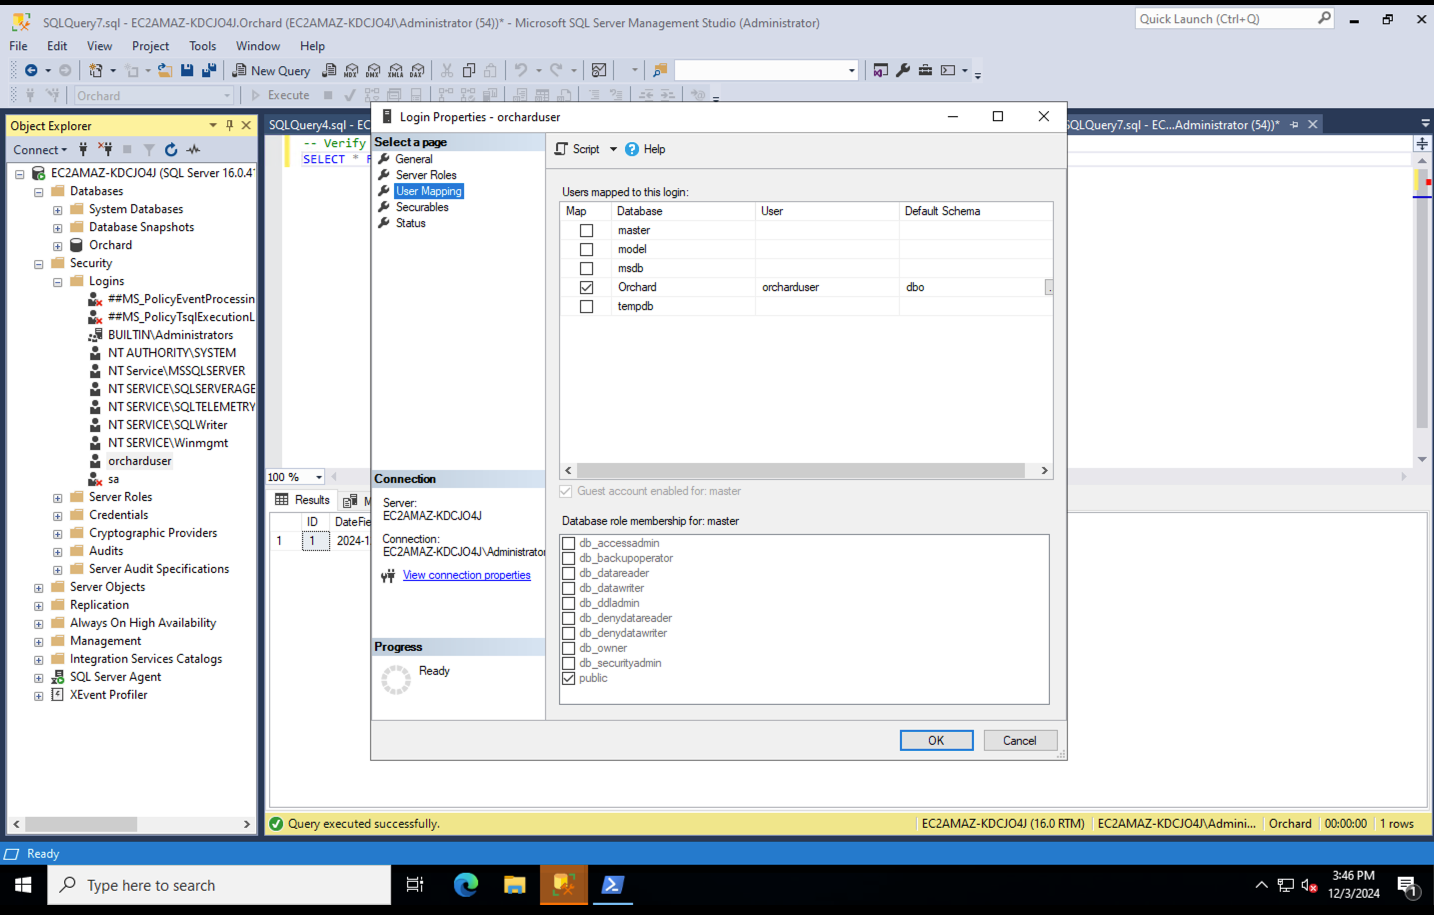 SQLQuery7.sql - EC2AMAZ-KDCJO4J.Orchard (EC2AMAZ-KDCJO4J\Administrator (54))* - Microsoft SQL Server Management Studio (Administrator)
Quick Launch (Ctrl+Q)
File Edit View Project Tools Window Help
New Query MDX DMX XMLA DAX
Orchard Execute
Object Explorer
SQLQuery4.sql - EC
SQLQuery7.sql - EC...Administrator (54))*
Connect
EC2AMAZ-KDCJO4J (SQL Server 16.0.4
Databases
System Databases
Database Snapshots
Orchard
Security
Logins
##MS_PolicyEventProcessin
##MS_PolicyTsqlExecutionL
BUILTIN\Administrators
NT AUTHORITY\SYSTEM
NT Service\MSSQLSERVER
NT SERVICE\SQLSERVERAGE
NT SERVICE\SQLTELEMETRY
NT SERVICE\SQLWriter
NT SERVICE\Winmgmt
orcharduser
sa
Server Roles
Credentials
Cryptographic Providers
Audits
Server Audit Specifications
Server Objects
Replication
Always On High Availability
Management
Integration Services Catalogs
SQL Server Agent
XEvent Profiler
-- Verify
SELECT * F
100 %
Results M
ID DateFie
1 1 2024-1
Login Properties - orcharduser
Select a page
General
Server Roles
User Mapping
Securables
Status
Connection
Server:
EC2AMAZ-KDCJO4J
Connection:
EC2AMAZ-KDCJO4J\Administrator
View connection properties
Progress
Ready
Script Help
Users mapped to this login:
Map Database User Default Schema
master
model
msdb
Orchard orcharduser dbo
tempdb
Guest account enabled for: master
Database role membership for: master
db_accessadmin
db_backupoperator
db_datareader
db_datawriter
db_ddladmin
db_denydatareader
db_denydatawriter
db_owner
db_securityadmin
public
OK Cancel
Query executed successfully.
EC2AMAZ-KDCJO4J (16.0 RTM) EC2AMAZ-KDCJO4J\Admini... Orchard 00:00:00 1 rows
Ready
Type here to search
3:46 PM
12/3/2024
1